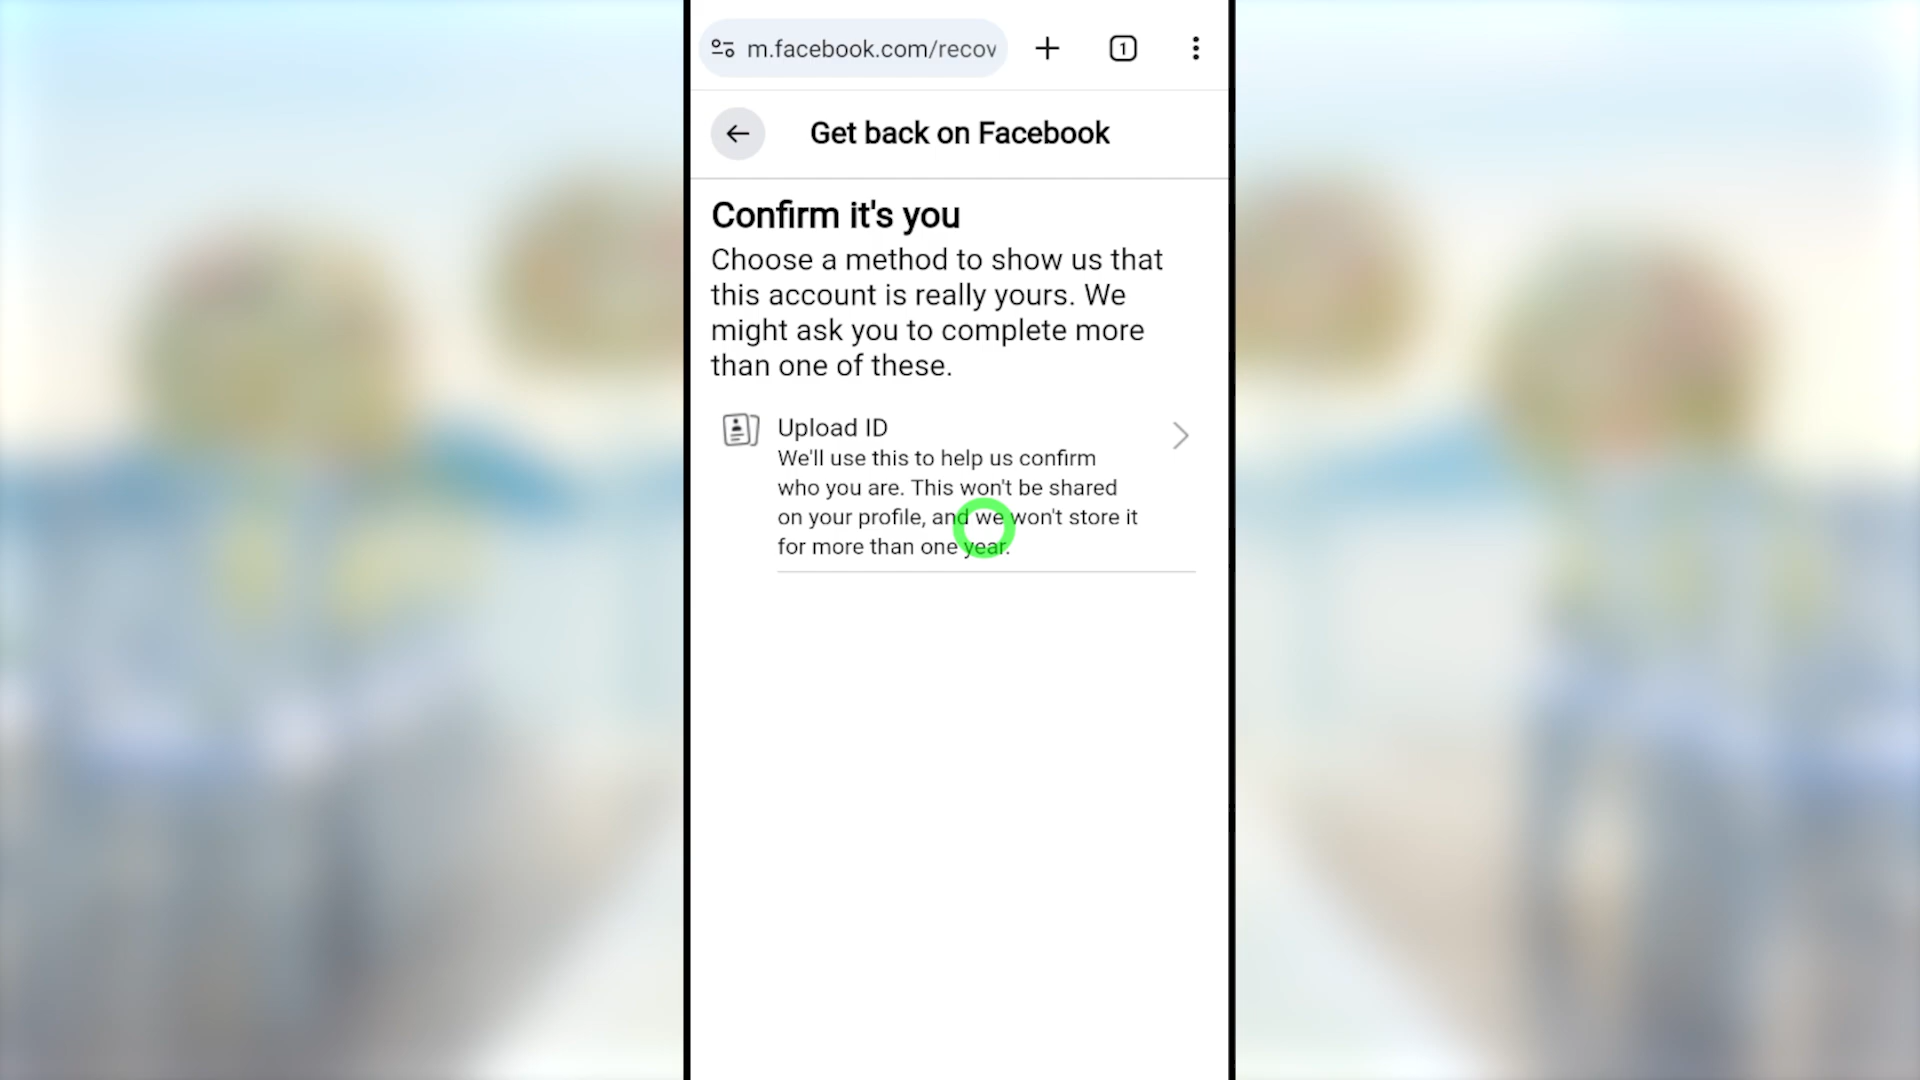 m.facebook.com/recov
1
Get back on Facebook
Confirm it's you
Choose a method to show us that
this account is really yours. We
might ask you to complete more
than one of these.
Upload ID
We'll use this to help us confirm
who you are. This won't be shared
on your profile, and we won't store it
for more than one year.